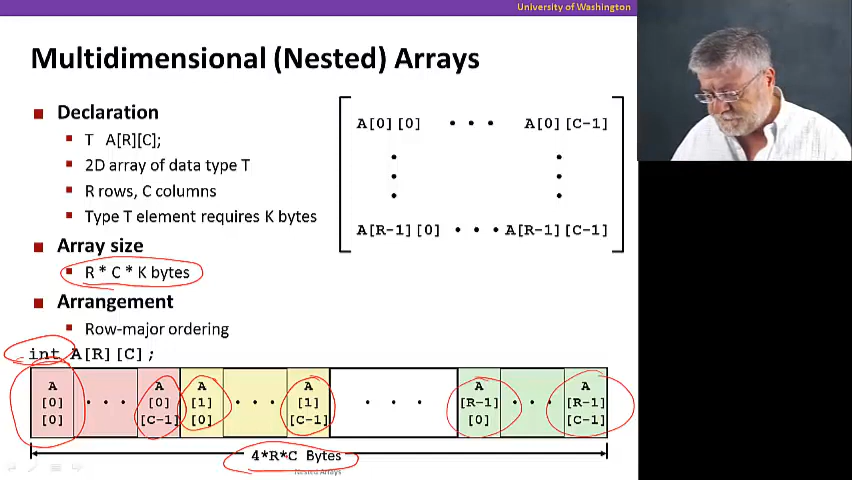 University of Washington
Multidimensional (Nested) Arrays
■ Declaration
▪ T A[R][C];
▪ 2D array of data type T
▪ R rows, C columns
▪ Type T element requires K bytes
■ Array size
▪ R * C * K bytes
■ Arrangement
▪ Row-major ordering
A[0][0] • • • A[0][C-1]
•
•
•
•
•
•
A[R-1][0] • • • A[R-1][C-1]
int A[R][C];
A [0] [0] • • • A [0] [C-1] A [1] [0] • • • A [1] [C-1] • • • A [R-1] [0] • • • A [R-1] [C-1]
4*R*C Bytes
Nested Arrays